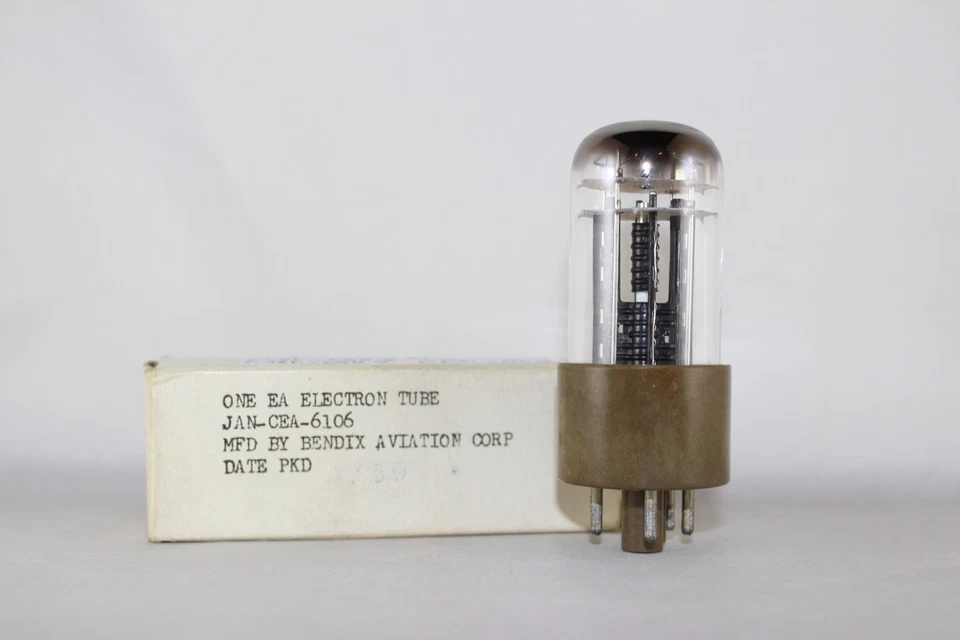 ONE EA ELECTRON TUBE
JAN-CEA-6106
MFD BY BENDIX AVIATION CORP
DATE PKD